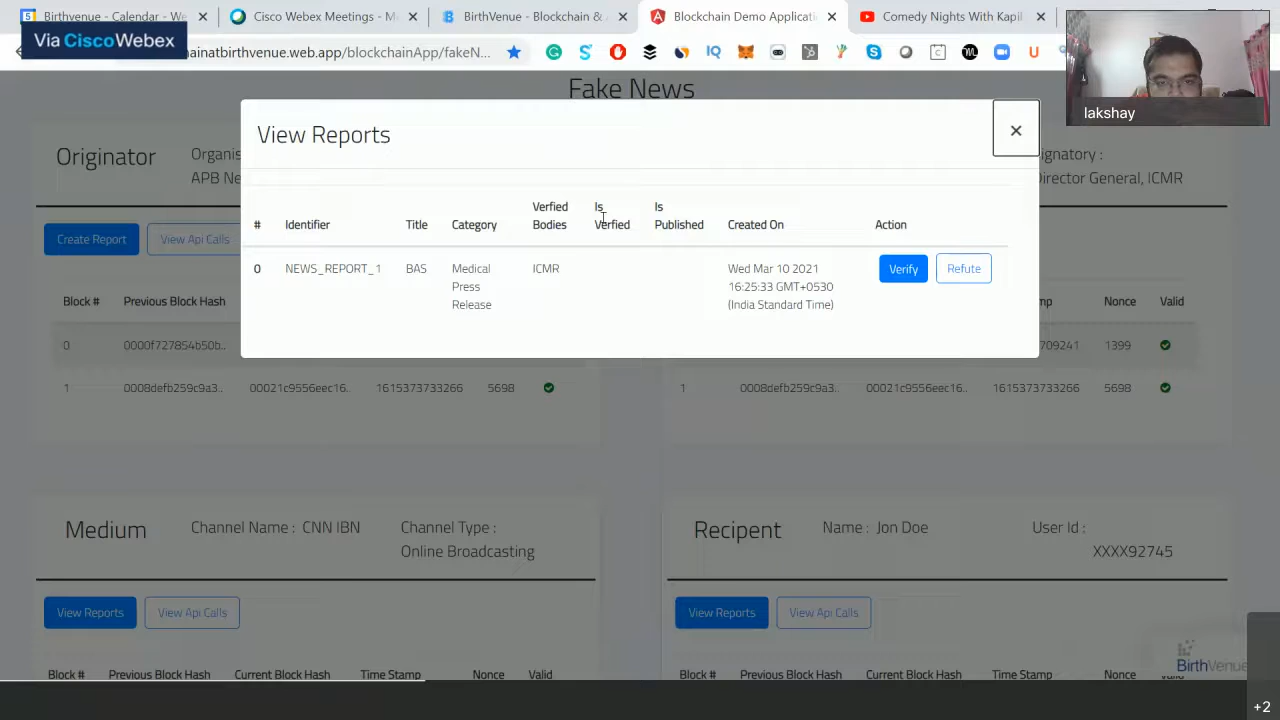 Birthvenue - Calendar - We
Cisco Webex Meetings - M
BirthVenue - Blockchain &
Blockchain Demo Applicati
Comedy Nights With Kapil
Via CiscoWebex
hainatbirthvenue.web.app/blockchainApp/fakeN...
lakshay
Fake News
View Reports
Originator
Organis
APB Ne
ignatory :
Director General, ICMR
Create Report
View Api Calls
# Identifier Title Category Verfied Bodies Is Verfied Is Published Created On Action
0 NEWS_REPORT_1 BAS Medical Press Release ICMR Wed Mar 10 2021 16:25:33 GMT+0530 (India Standard Time) Verify Refute
Block # Previous Block Hash
mp Nonce Valid
0 0000f727854b50b..
709241 1399
1 0008defb259c9a3.. 00021c9556eec16.. 1615373733266 5698
1 0008defb259c9a3.. 00021c9556eec16.. 1615373733266 5698
Medium
Channel Name : CNN IBN
Channel Type :
Online Broadcasting
View Reports
View Api Calls
Block # Previous Block Hash Current Block Hash Time Stamp Nonce Valid
Recipent
Name : Jon Doe
User Id :
XXXX92745
View Reports
View Api Calls
Block # Previous Block Hash Current Block Hash Time Stamp Nonce
BirthVenue
+2